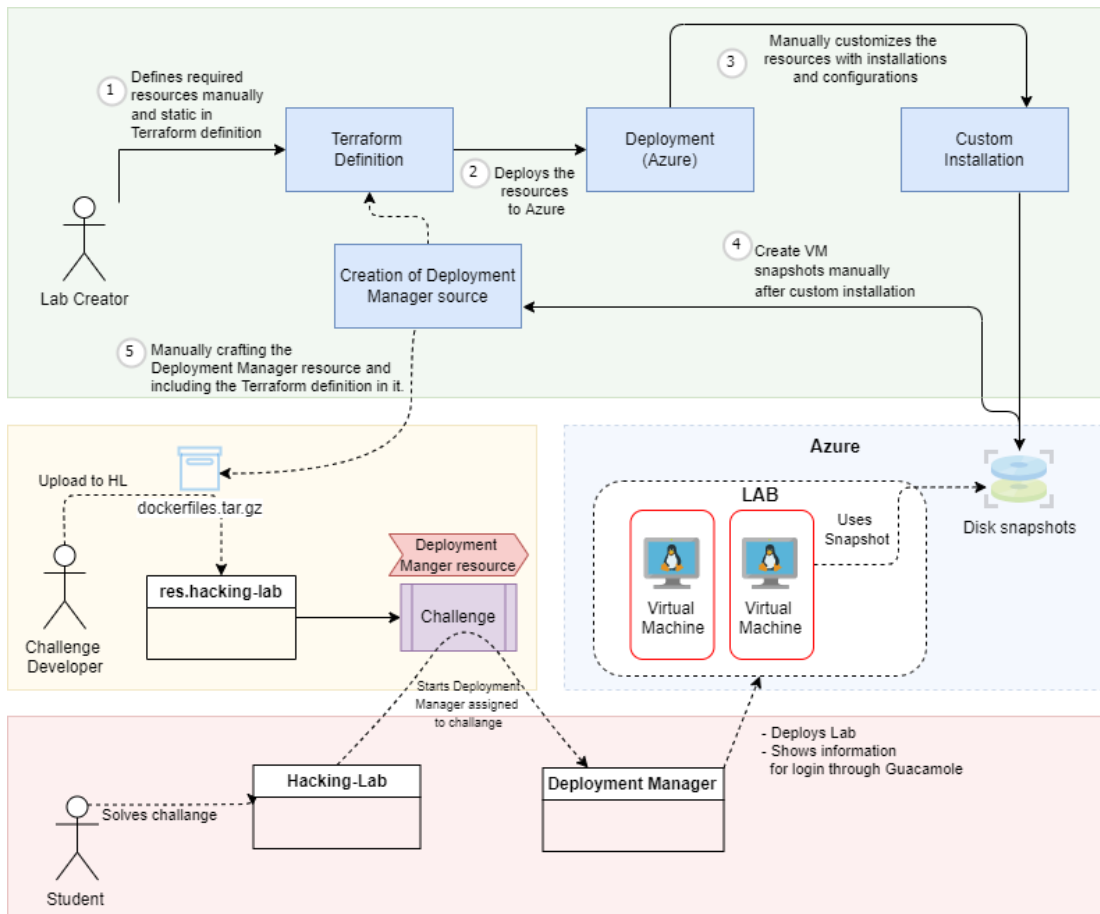 1
Defines required
resources manually
and static in
Terraform definition
Lab Creator
Terraform
Definition
2
Deploys the
resources
to Azure
Deployment
(Azure)
3
Manually customizes the
resources with installations
and configurations
Custom
Installation
4
Create VM
snapshots manually
after custom installation
Creation of Deployment
Manager source
5
Manually crafting the
Deployment Manager resource and
including the Terraform definition in it.
Upload to HL
dockerfiles.tar.gz
Challenge
Developer
res.hacking-lab
Deployment
Manger resource
Challenge
Starts Deployment
Manager assigned
to challange
Azure
LAB
Virtual
Machine
Virtual
Machine
Uses
Snapshot
Disk snapshots
- Deploys Lab
- Shows information
for login through Guacamole
Hacking-Lab
Deployment Manager
Solves challange
Student